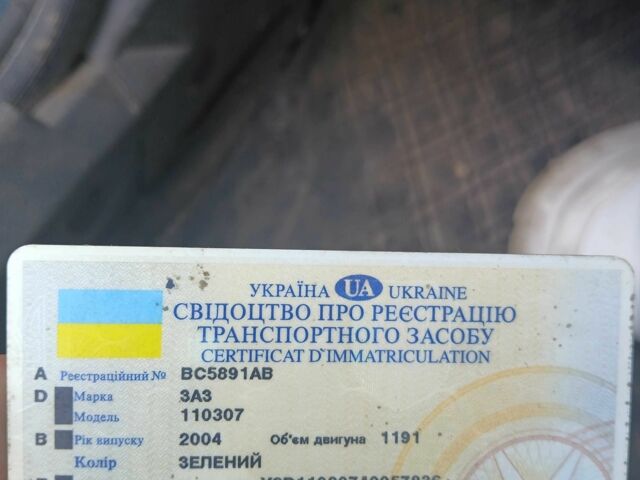 УКРАЇНА UA UKRAINE
СВІДОЦТВО ПРО РЕЄСТРАЦІЮ
ТРАНСПОРТНОГО ЗАСОБУ
CERTIFICAT D'IMMATRICULATION
A Реєстраційний № ВС5891АВ
D Марка ЗАЗ
Модель 110307
B Рік випуску 2004 Об'єм двигуна 1191
Колір ЗЕЛЕНИЙ